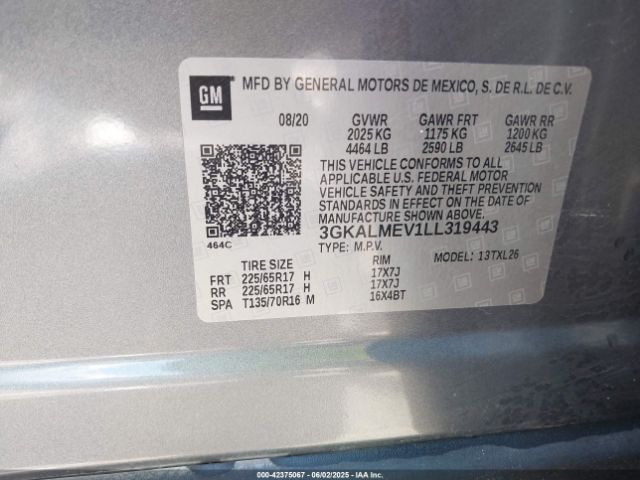 GM
MFD BY GENERAL MOTORS DE MEXICO, S. DE R.L. DE C.V.
08/20 GVWR GAWR FRT GAWR RR
2025 KG 1175 KG 1200 KG
4464 LB 2590 LB 2645 LB
THIS VEHICLE CONFORMS TO ALL
APPLICABLE U.S. FEDERAL MOTOR
VEHICLE SAFETY AND THEFT PREVENTION
STANDARDS IN EFFECT ON THE DATE OF
MANUFACTURE SHOWN ABOVE.
3GKALMEV1LL319443
464C
TYPE: M.P.V. MODEL: 13TXL26
TIRE SIZE RIM
FRT 225/65R17 H 17X7J
RR 225/65R17 H 17X7J
SPA T135/70R16 M 16X4BT
000-42375067 - 06/02/2025 - IAAI.COM